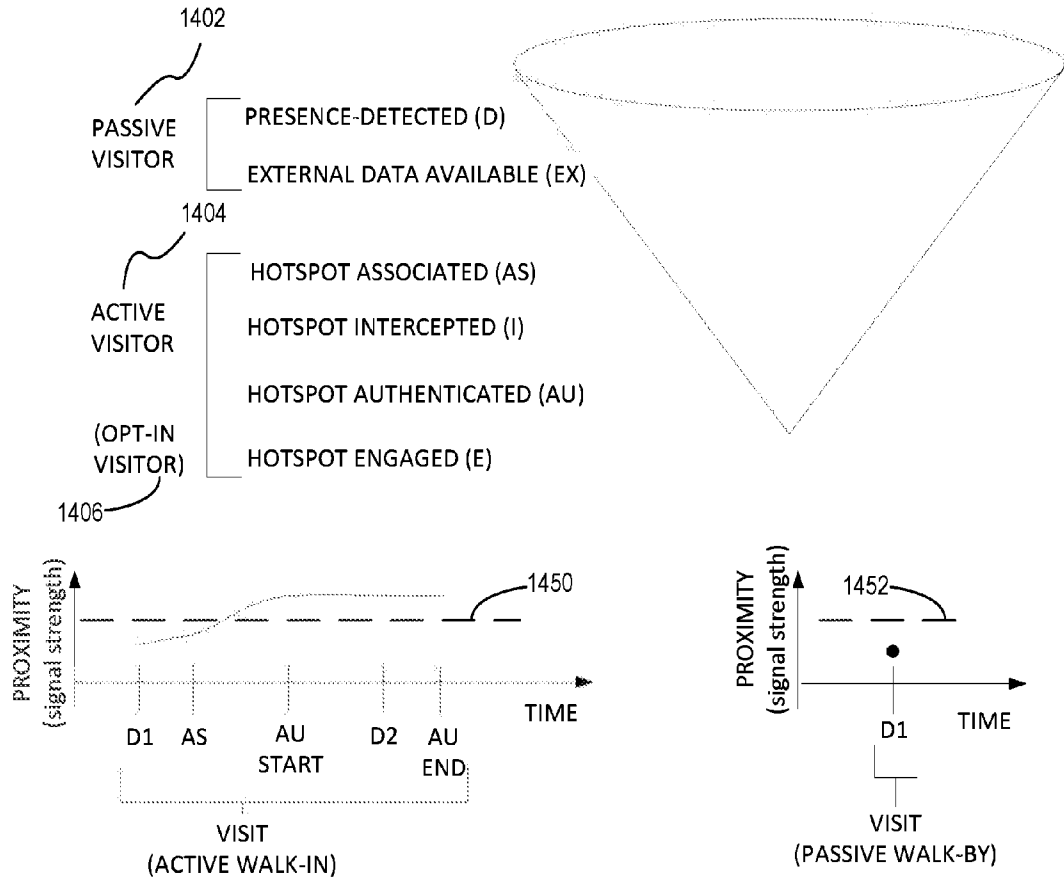 1402
PASSIVE
VISITOR
PRESENCE-DETECTED (D)
EXTERNAL DATA AVAILABLE (EX)
1404
ACTIVE
VISITOR
HOTSPOT ASSOCIATED (AS)
HOTSPOT INTERCEPTED (I)
HOTSPOT AUTHENTICATED (AU)
(OPT-IN
VISITOR)
HOTSPOT ENGAGED (E)
1406
PROXIMITY
(signal strength)
1450
TIME
D1
AS
AU
START
D2
AU
END
VISIT
(ACTIVE WALK-IN)
PROXIMITY
(signal strength)
1452
TIME
D1
VISIT
(PASSIVE WALK-BY)